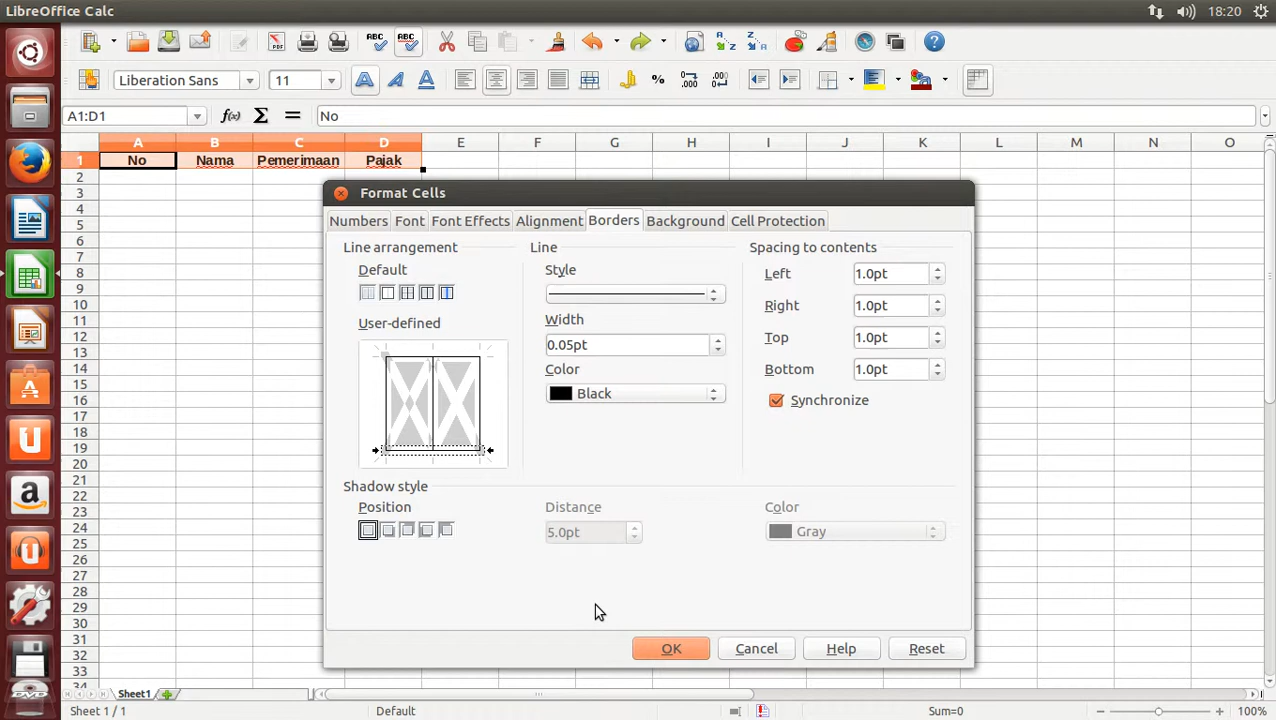 LibreOffice Calc
18:20
Liberation Sans
11
A1:D1
No
A B C D E F G H I J K L M N O
1 No Nama Pemerimaan Pajak
2
3
4
5
6
7
8
9
10
11
12
13
14
15
16
17
18
19
20
21
22
23
24
25
26
27
28
29
30
31
32
33
34
Format Cells
Numbers Font Font Effects Alignment Borders Background Cell Protection
Line arrangement
Default
User-defined
Line
Style
Width
0.05pt
Color
Black
Spacing to contents
Left 1.0pt
Right 1.0pt
Top 1.0pt
Bottom 1.0pt
Synchronize
Shadow style
Position
Distance
5.0pt
Color
Gray
OK Cancel Help Reset
Sheet1
Sheet 1 / 1 Default Sum=0 100%